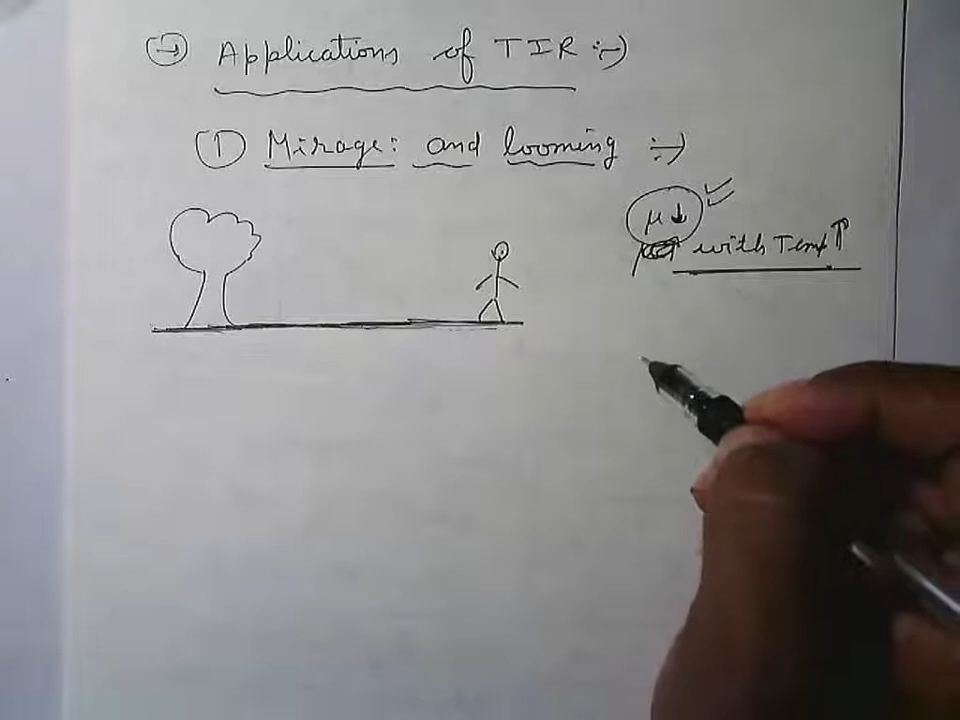 → Applications of TIR :→
① Mirage: and looming :→
μ↓
with Temp↑